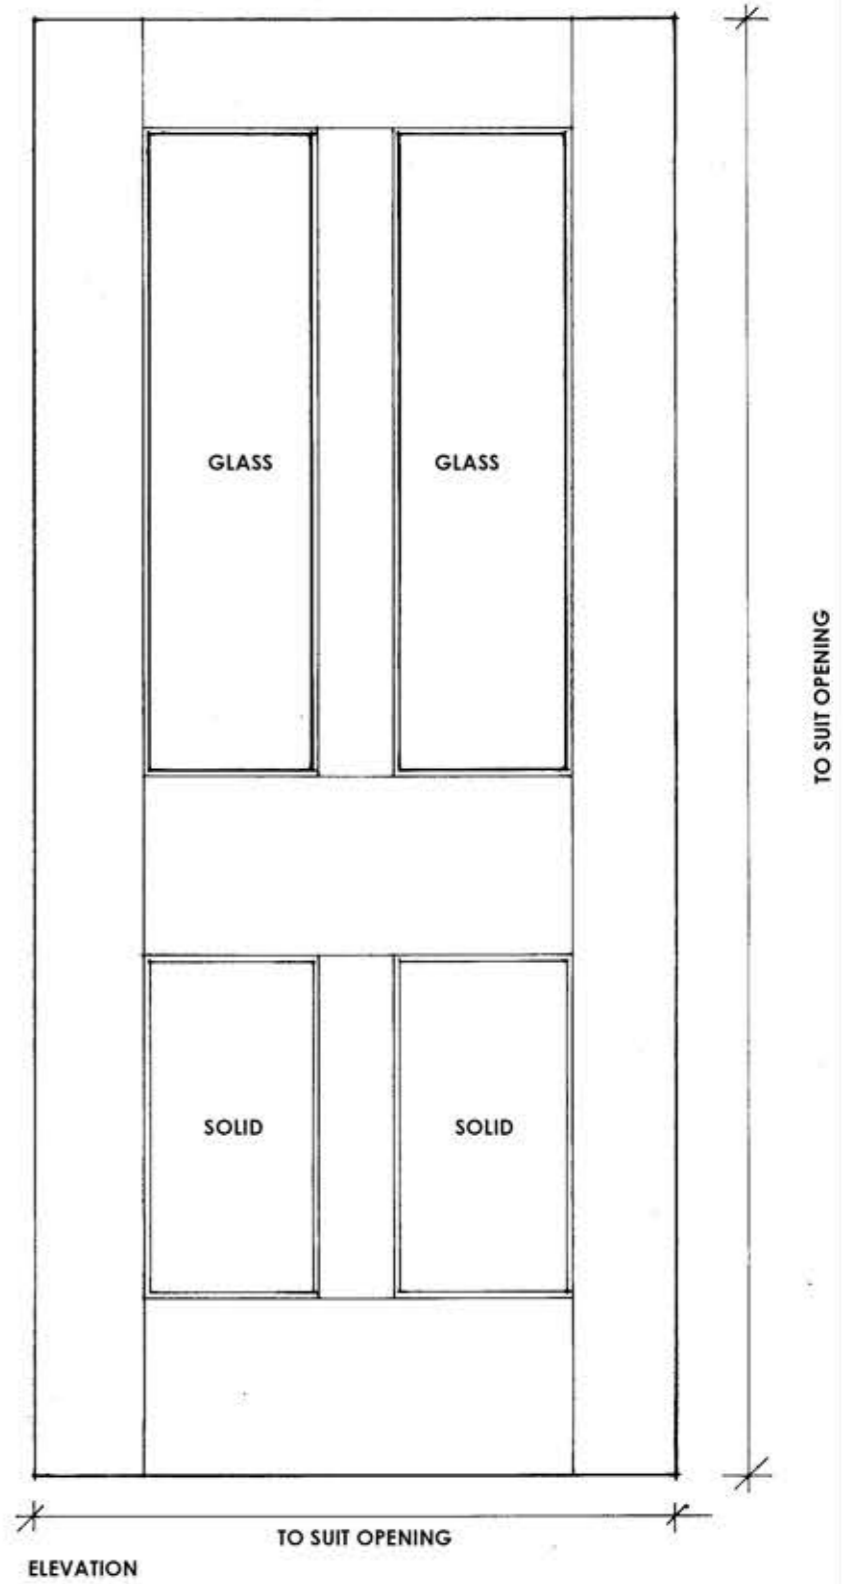 GLASS GLASS
TO SUIT OPENING
SOLID SOLID
TO SUIT OPENING
ELEVATION